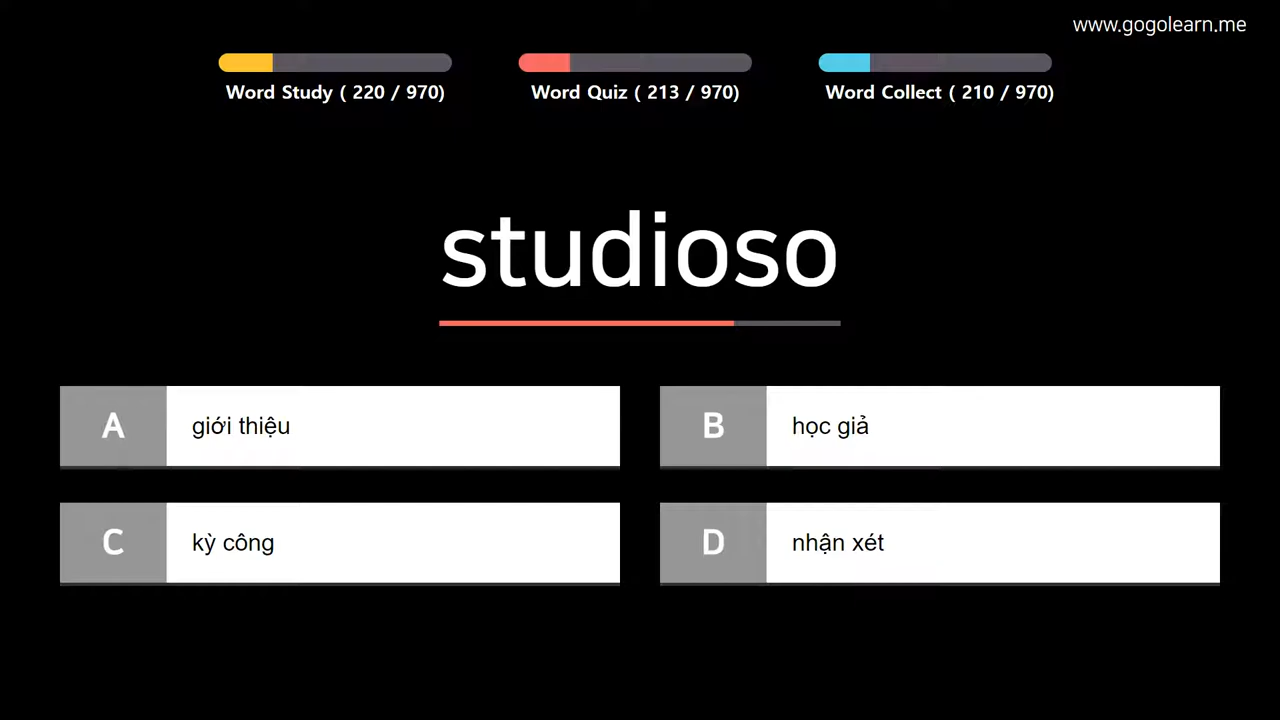 www.gogolearn.me
Word Study ( 220 / 970)
Word Quiz ( 213 / 970)
Word Collect ( 210 / 970)
studioso
A
giới thiệu
B
học giả
C
kỳ công
D
nhận xét